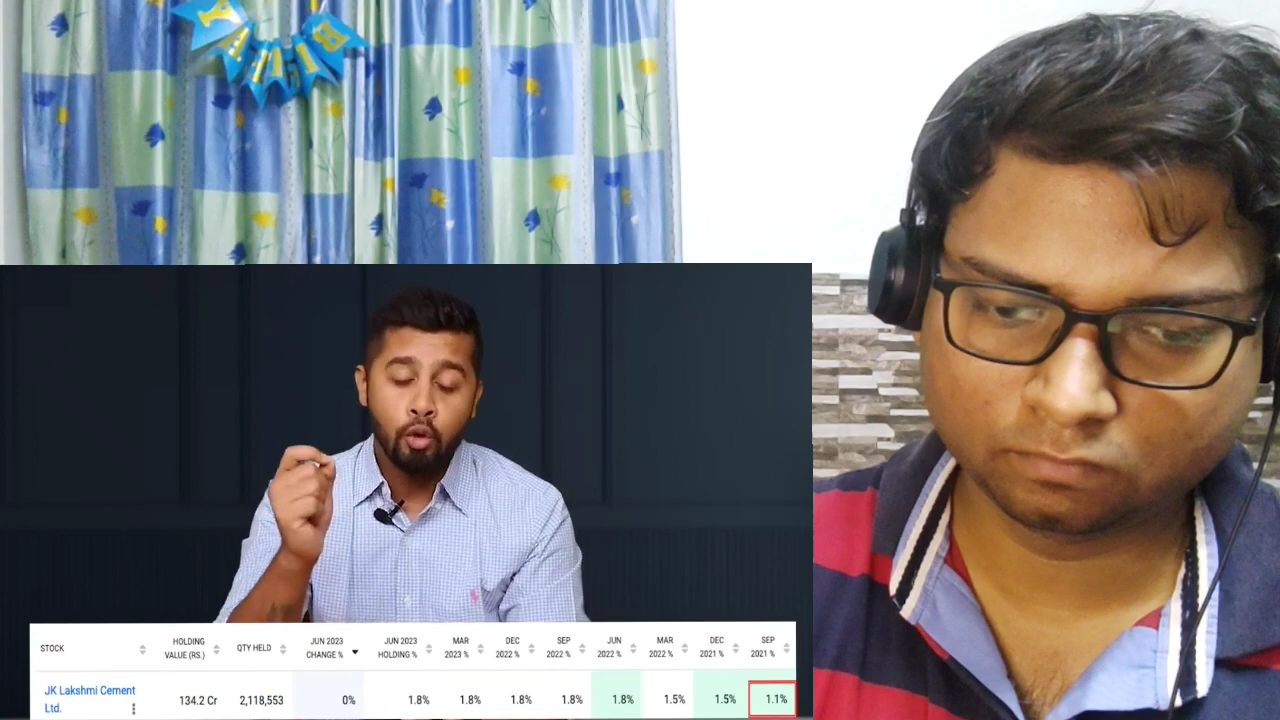 BIRTHDAY
STOCK HOLDING VALUE (RS.) QTY HELD JUN 2023 CHANGE % JUN 2023 HOLDING % MAR 2023 % DEC 2022 % SEP 2022 % JUN 2022 % MAR 2022 % DEC 2021 % SEP 2021 %
JK Lakshmi Cement Ltd. 134.2 Cr 2,118,553 0% 1.8% 1.8% 1.8% 1.8% 1.8% 1.5% 1.5% 1.1%